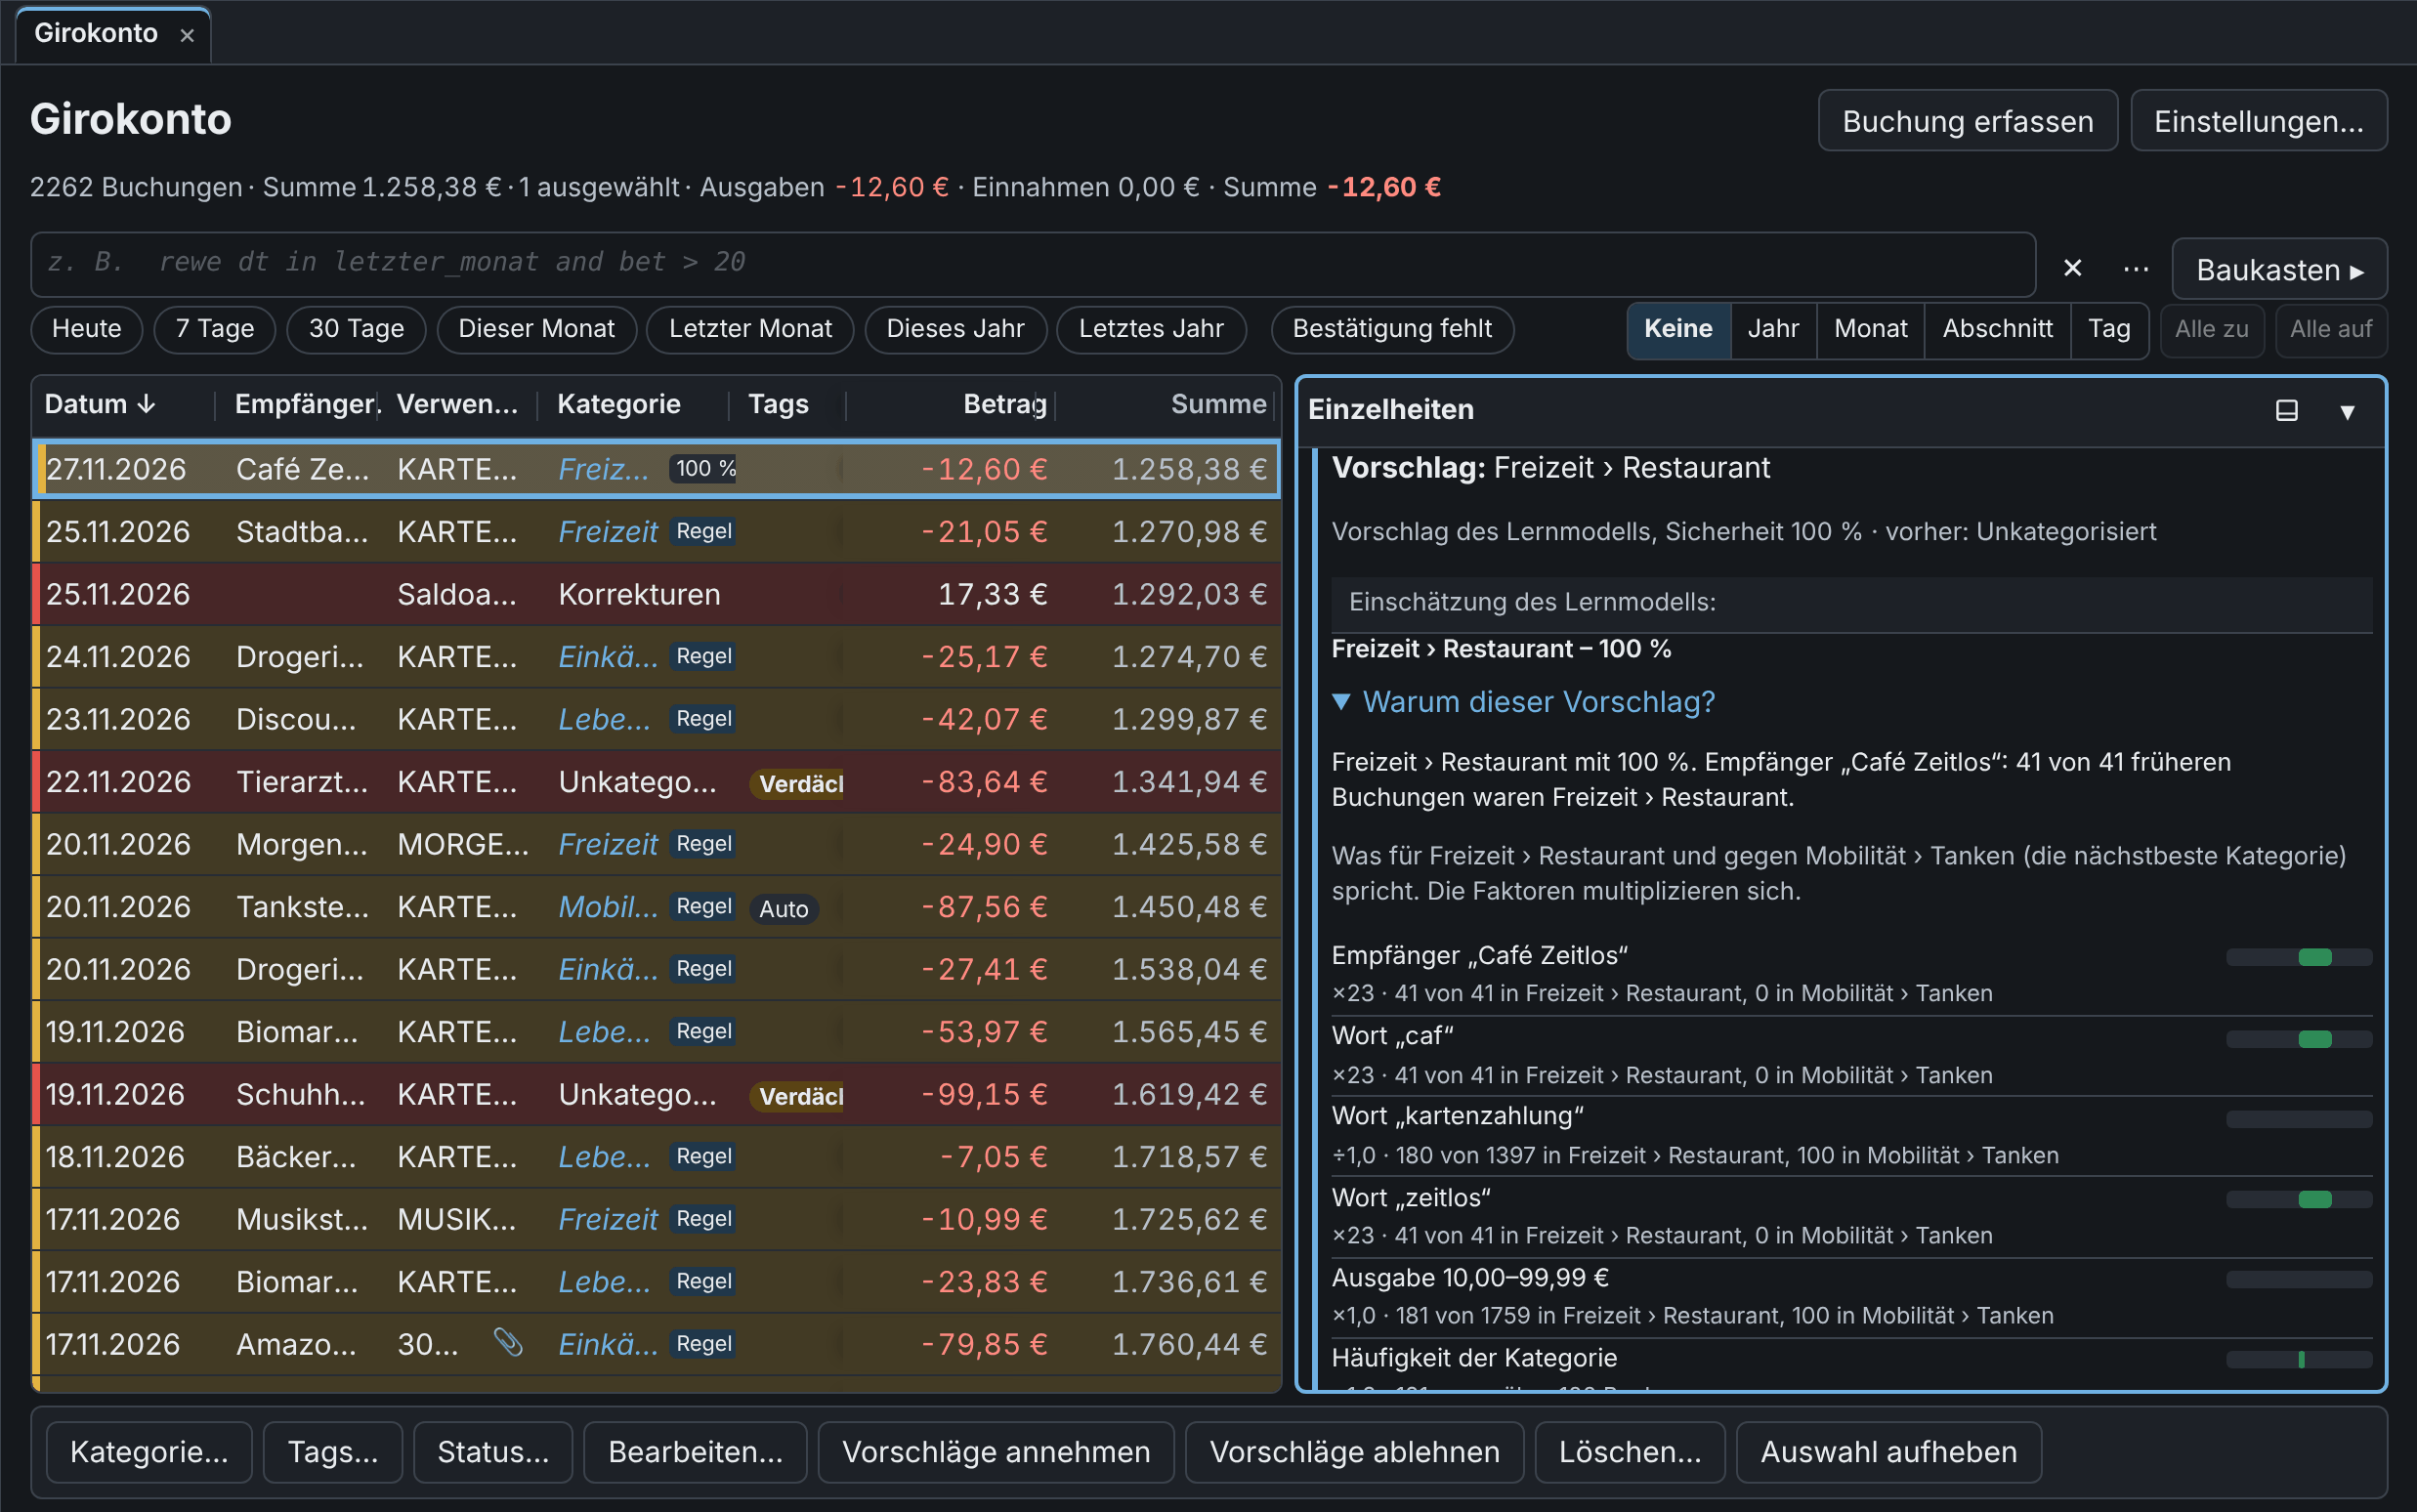 Girokonto ×
Girokonto
Buchung erfassen
Einstellungen…
2262 Buchungen · Summe 1.258,38 € · 1 ausgewählt · Ausgaben -12,60 € · Einnahmen 0,00 € · Summe -12,60 €
z. B. rewe dt in letzter_monat and bet > 20
✕ … Baukasten ▸
Heute 7 Tage 30 Tage Dieser Monat Letzter Monat Dieses Jahr Letztes Jahr Bestätigung fehlt
Keine Jahr Monat Abschnitt Tag Alle zu Alle auf
Datum ↓ Empfänger. Verwen… Kategorie Tags Betrag Summe
27.11.2026 Café Ze… KARTE… Freiz… 100 % -12,60 € 1.258,38 €
25.11.2026 Stadtba… KARTE… Freizeit Regel -21,05 € 1.270,98 €
25.11.2026 Saldoa… Korrekturen 17,33 € 1.292,03 €
24.11.2026 Drogeri… KARTE… Einkä… Regel -25,17 € 1.274,70 €
23.11.2026 Discou… KARTE… Lebe… Regel -42,07 € 1.299,87 €
22.11.2026 Tierarzt… KARTE… Unkatego… Verdäc -83,64 € 1.341,94 €
20.11.2026 Morgen… MORGE… Freizeit Regel -24,90 € 1.425,58 €
20.11.2026 Tankste… KARTE… Mobil… Regel Auto -87,56 € 1.450,48 €
20.11.2026 Drogeri… KARTE… Einkä… Regel -27,41 € 1.538,04 €
19.11.2026 Biomar… KARTE… Lebe… Regel -53,97 € 1.565,45 €
19.11.2026 Schuhh… KARTE… Unkatego… Verdäc -99,15 € 1.619,42 €
18.11.2026 Bäcker… KARTE… Lebe… Regel -7,05 € 1.718,57 €
17.11.2026 Musikst… MUSIK… Freizeit Regel -10,99 € 1.725,62 €
17.11.2026 Biomar… KARTE… Lebe… Regel -23,83 € 1.736,61 €
17.11.2026 Amazo… 30… Einkä… Regel -79,85 € 1.760,44 €
Einzelheiten
Vorschlag: Freizeit › Restaurant
Vorschlag des Lernmodells, Sicherheit 100 % · vorher: Unkategorisiert
Einschätzung des Lernmodells:
Freizeit › Restaurant – 100 %
▼ Warum dieser Vorschlag?
Freizeit › Restaurant mit 100 %. Empfänger „Café Zeitlos“: 41 von 41 früheren
Buchungen waren Freizeit › Restaurant.
Was für Freizeit › Restaurant und gegen Mobilität › Tanken (die nächstbeste Kategorie)
spricht. Die Faktoren multiplizieren sich.
Empfänger „Café Zeitlos“
×23 · 41 von 41 in Freizeit › Restaurant, 0 in Mobilität › Tanken
Wort „caf“
×23 · 41 von 41 in Freizeit › Restaurant, 0 in Mobilität › Tanken
Wort „kartenzahlung“
÷1,0 · 180 von 1397 in Freizeit › Restaurant, 100 in Mobilität › Tanken
Wort „zeitlos“
×23 · 41 von 41 in Freizeit › Restaurant, 0 in Mobilität › Tanken
Ausgabe 10,00–99,99 €
×1,0 · 181 von 1759 in Freizeit › Restaurant, 100 in Mobilität › Tanken
Häufigkeit der Kategorie
Kategorie… Tags… Status… Bearbeiten… Vorschläge annehmen Vorschläge ablehnen Löschen… Auswahl aufheben